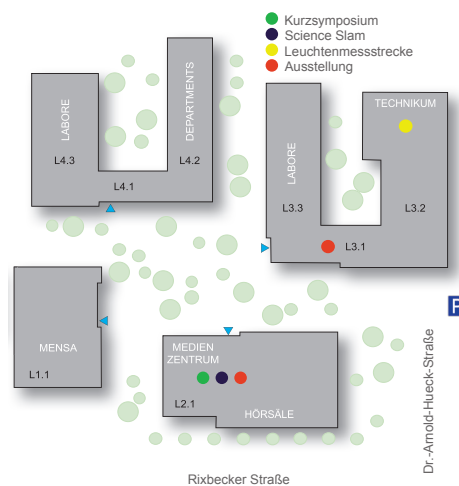 Kurzsymposium
Science Slam
Leuchtenmessstrecke
Ausstellung
LABORE
L4.3
DEPARTMENTS
L4.2
L4.1
TECHNIKUM
LABORE
L3.3
L3.2
L3.1
MENSA
L1.1
MEDIEN
ZENTRUM
L2.1
HÖRSÄLE
P
Dr.-Arnold-Hueck-Straße
Rixbecker Straße